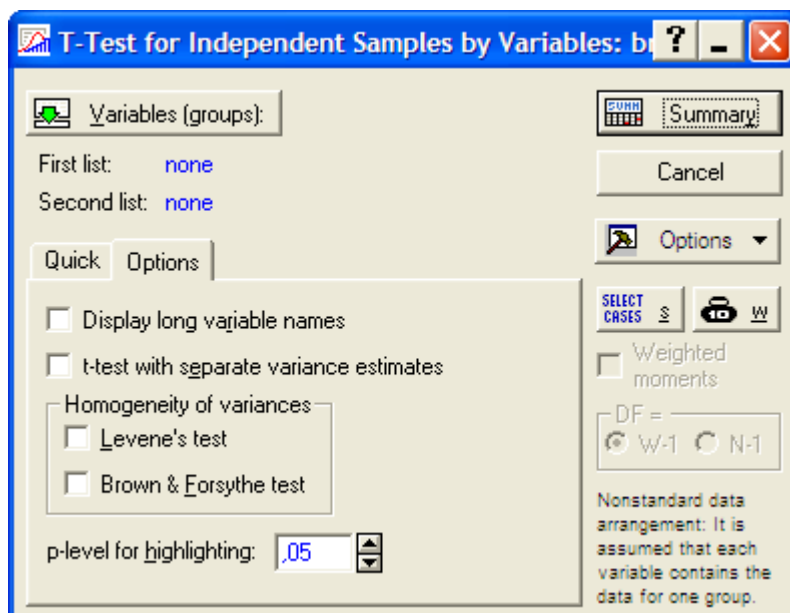 T-Test for Independent Samples by Variables: br
Variables (groups):
Summary
First list: none
Second list: none
Cancel
Options
Quick
Options
SELECT
CASES S
W
Display long variable names
t-test with separate variance estimates
Weighted
moments
Homogeneity of variances
Levene's test
Brown & Forsythe test
DF =
W-1
N-1
p-level for highlighting: ,05
Nonstandard data
arrangement: It is
assumed that each
variable contains the
data for one group.